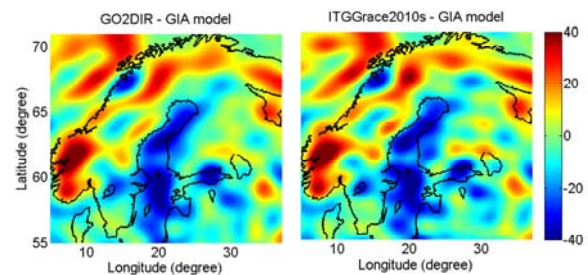 GO2DIR - GIA model
ITGGrace2010s - GIA model
Latitude (degree)
70
65
60
55
10 20 30
Longitude (degree)
10 20 30
Longitude (degree)
40
20
0
-20
-40